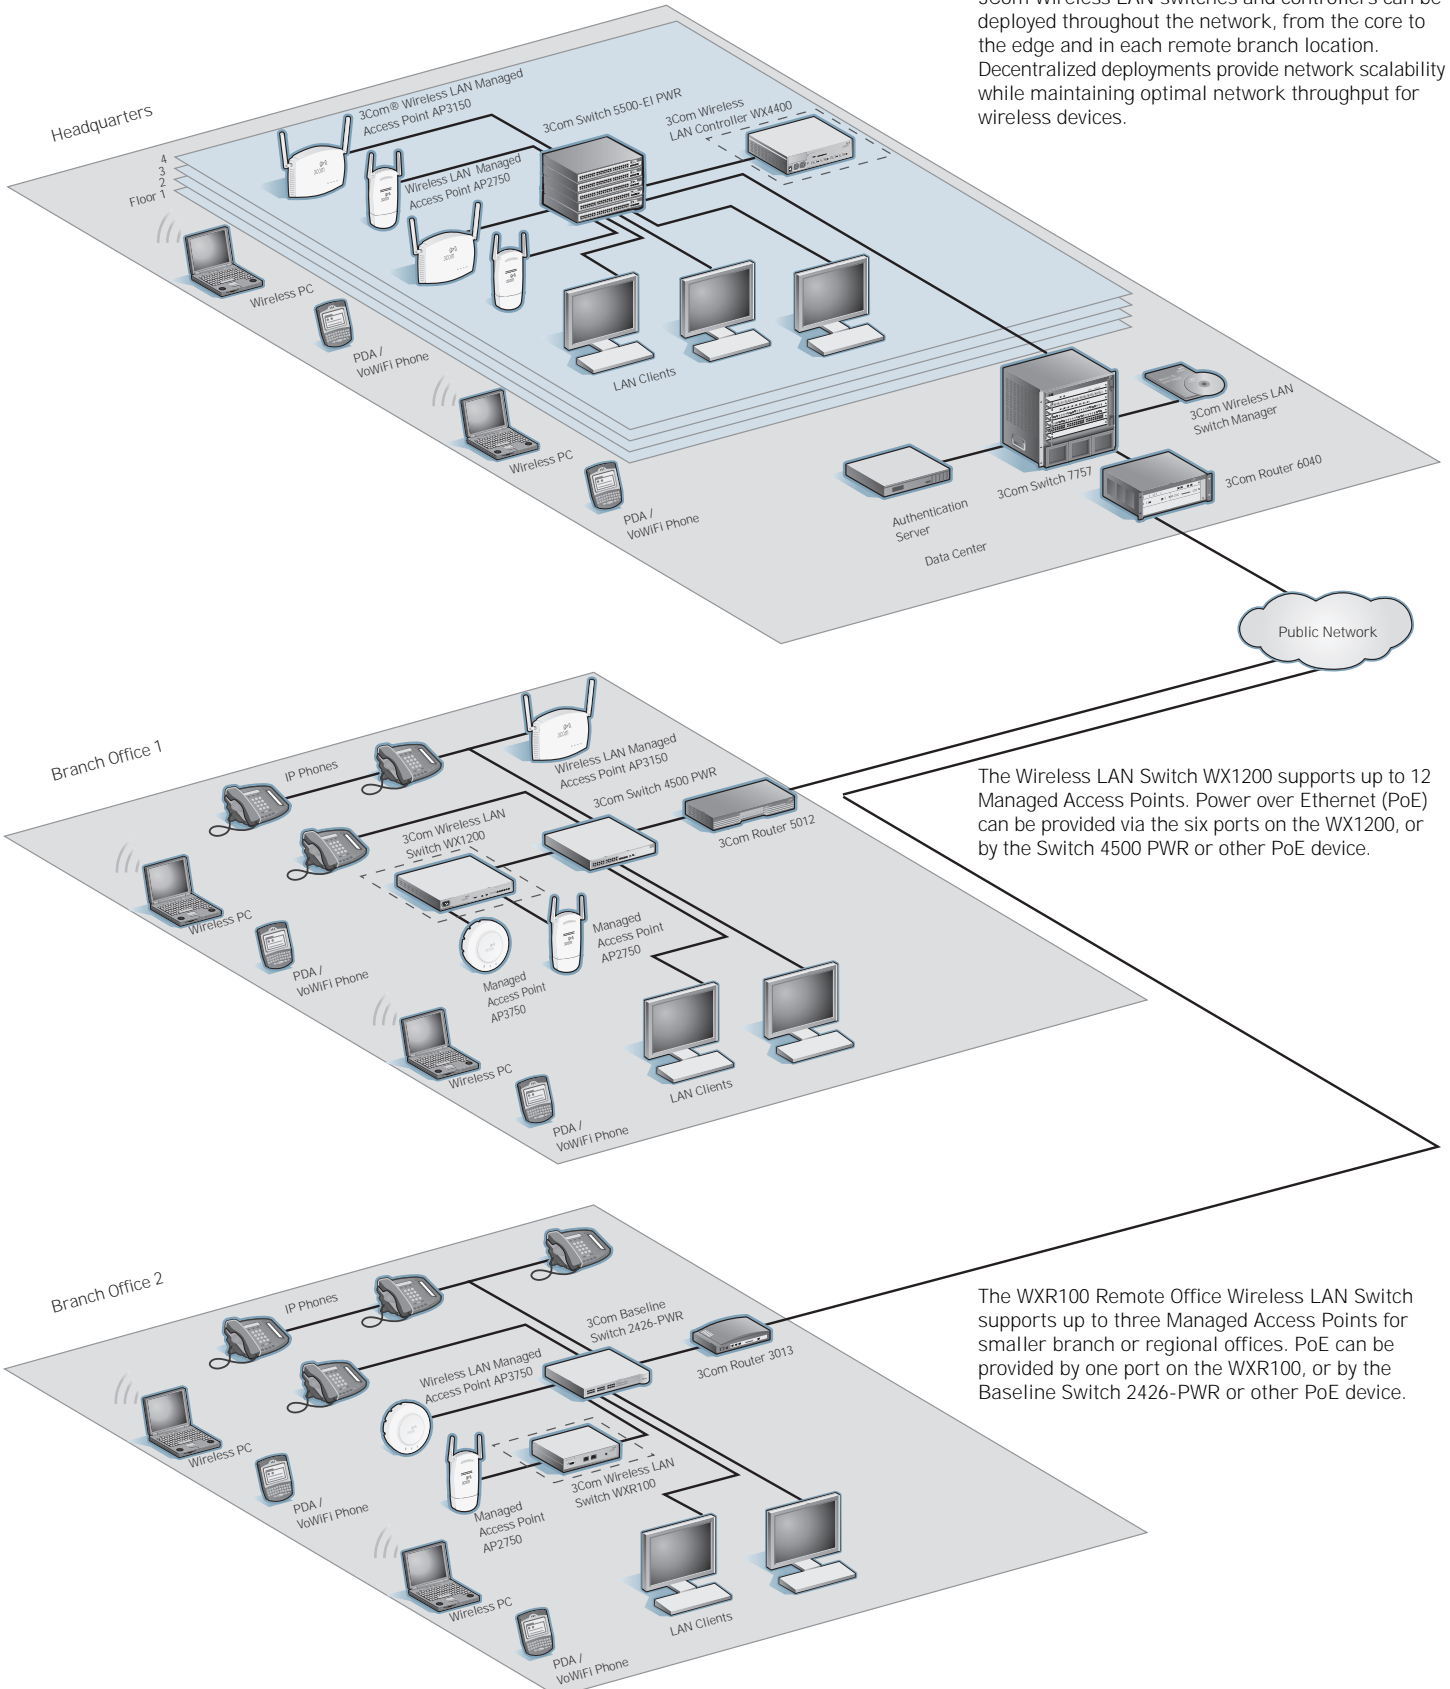 3Com Wireless LAN switches and controllers can be
deployed throughout the network, from the core to
the edge and in each remote branch location.
Decentralized deployments provide network scalability
while maintaining optimal network throughput for
wireless devices.
Headquarters
4
3
2
Floor 1
3Com® Wireless LAN Managed
Access Point AP3150
Wireless LAN Managed
Access Point AP2750
3Com Switch 5500-EI PWR
3Com Wireless
LAN Controller WX4400
Wireless PC
PDA /
VoWiFi Phone
LAN Clients
Wireless PC
PDA /
VoWiFi Phone
3Com Wireless LAN
Switch Manager
3Com Switch 7757
3Com Router 6040
Authentication
Server
Data Center
Public Network
Branch Office 1
IP Phones
Wireless LAN Managed
Access Point AP3150
3Com Switch 4500 PWR
3Com Router 5012
3Com Wireless LAN
Switch WX1200
Wireless PC
PDA /
VoWiFi Phone
Managed
Access Point
AP2750
Managed
Access Point
AP3750
Wireless PC
PDA /
VoWiFi Phone
LAN Clients
The Wireless LAN Switch WX1200 supports up to 12
Managed Access Points. Power over Ethernet (PoE)
can be provided via the six ports on the WX1200, or
by the Switch 4500 PWR or other PoE device.
Branch Office 2
IP Phones
3Com Baseline
Switch 2426-PWR
Wireless LAN Managed
Access Point AP3750
3Com Router 3013
Wireless PC
PDA /
VoWiFi Phone
3Com Wireless LAN
Switch WXR100
Managed
Access Point
AP2750
Wireless PC
PDA /
VoWiFi Phone
LAN Clients
The WXR100 Remote Office Wireless LAN Switch
supports up to three Managed Access Points for
smaller branch or regional offices. PoE can be
provided by one port on the WXR100, or by the
Baseline Switch 2426-PWR or other PoE device.